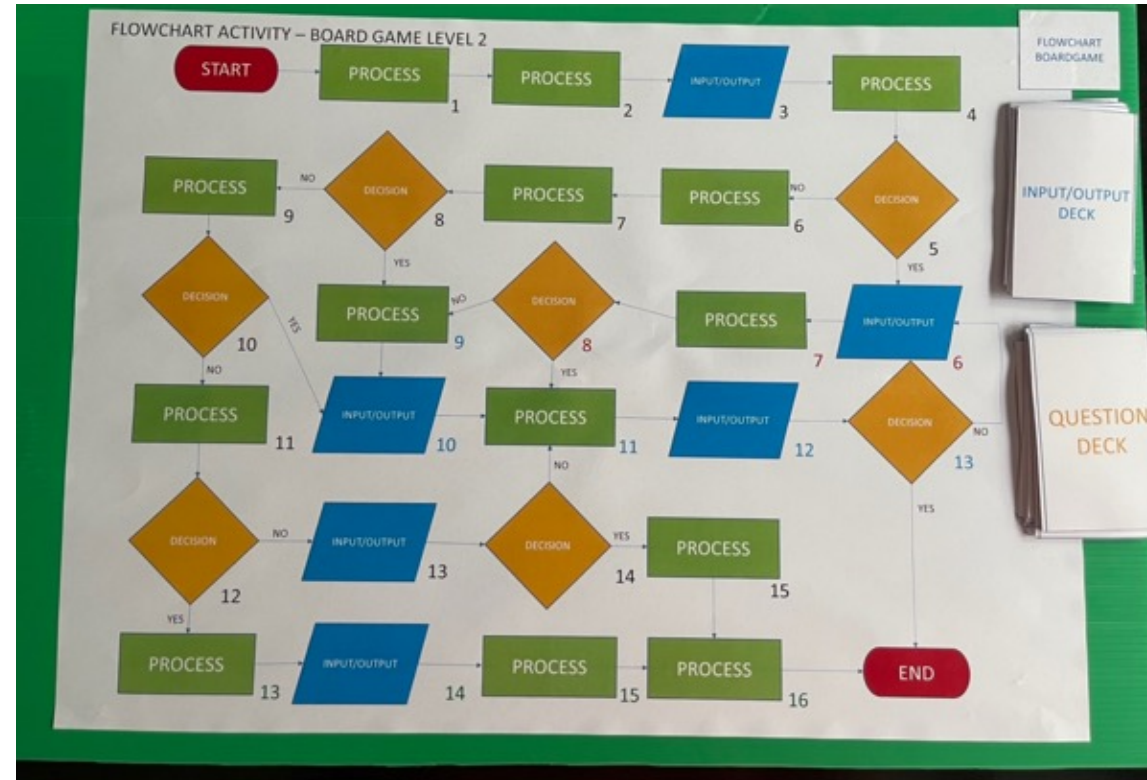 FLOWCHART ACTIVITY – BOARD GAME LEVEL 2
FLOWCHART
BOARDGAME
START
PROCESS
1
PROCESS
2
INPUT/OUTPUT
3
PROCESS
4
INPUT/OUTPUT
DECK
PROCESS
9
NO
DECISION
8
PROCESS
7
PROCESS
6
NO
DECISION
5
YES
YES
DECISION
10
YES
NO
PROCESS
9
NO
DECISION
8
YES
PROCESS
7
INPUT/OUTPUT
6
PROCESS
11
INPUT/OUTPUT
10
PROCESS
11
INPUT/OUTPUT
12
DECISION
13
NO
YES
QUESTION
DECK
NO
DECISION
12
NO
YES
INPUT/OUTPUT
13
DECISION
14
YES
PROCESS
15
PROCESS
13
INPUT/OUTPUT
14
PROCESS
15
PROCESS
16
END